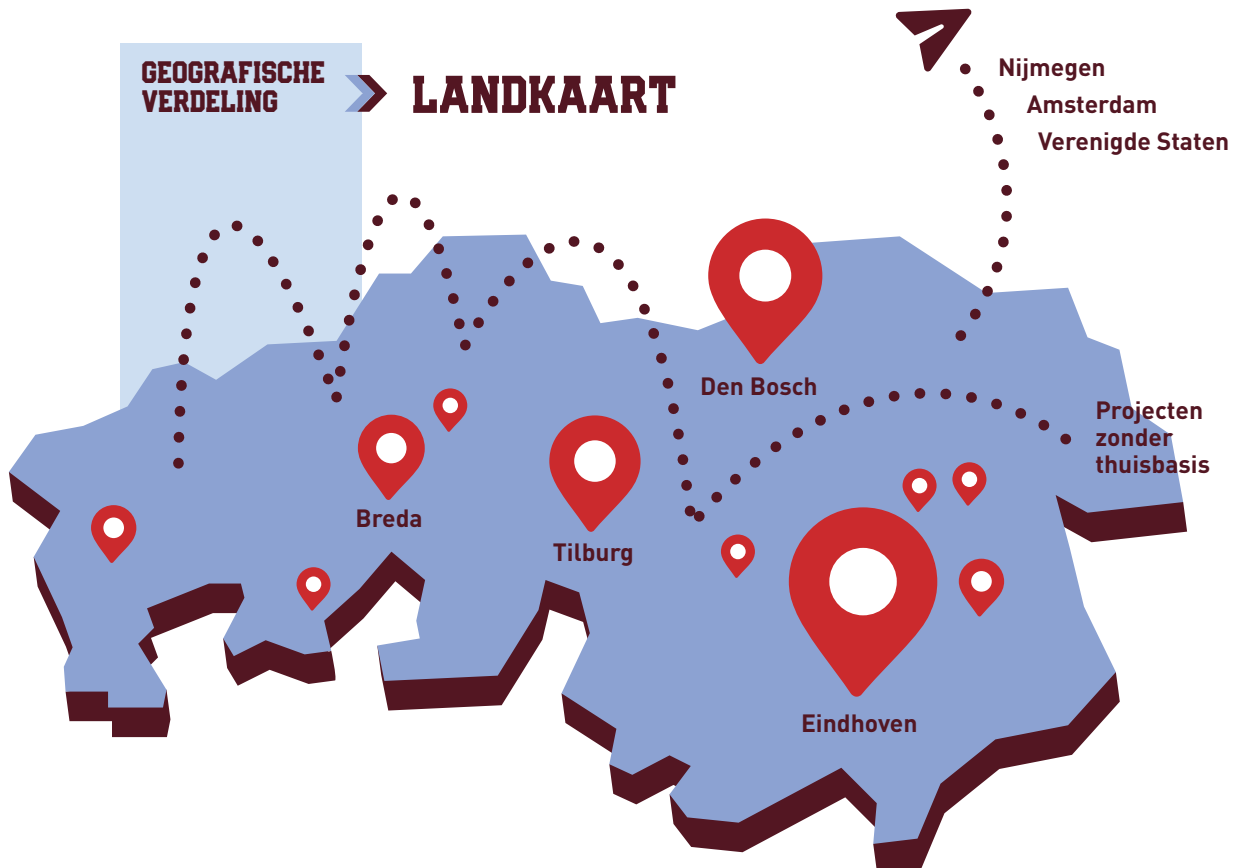 GEOGRAFISCHE
VERDELING
LANDKAART
Nijmegen
Amsterdam
Verenigde Staten
Den Bosch
Projecten
zonder
thuisbasis
Breda
Tilburg
Eindhoven